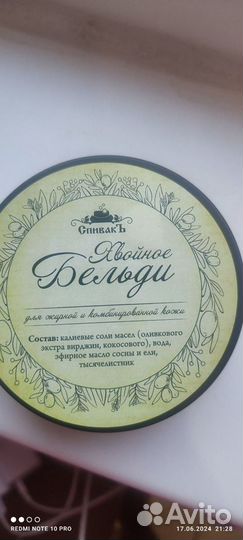 СПИВАКЪ
Хвойное
Бельди
для жирной и комбинированной кожи
Состав: калиевые соли масел (оливкового
экстра вирджин, кокосового), вода,
эфирное масло сосны и ели,
тысячелистник
REDMI NOTE 10 PRO
17.06.2024 21:28
Avito